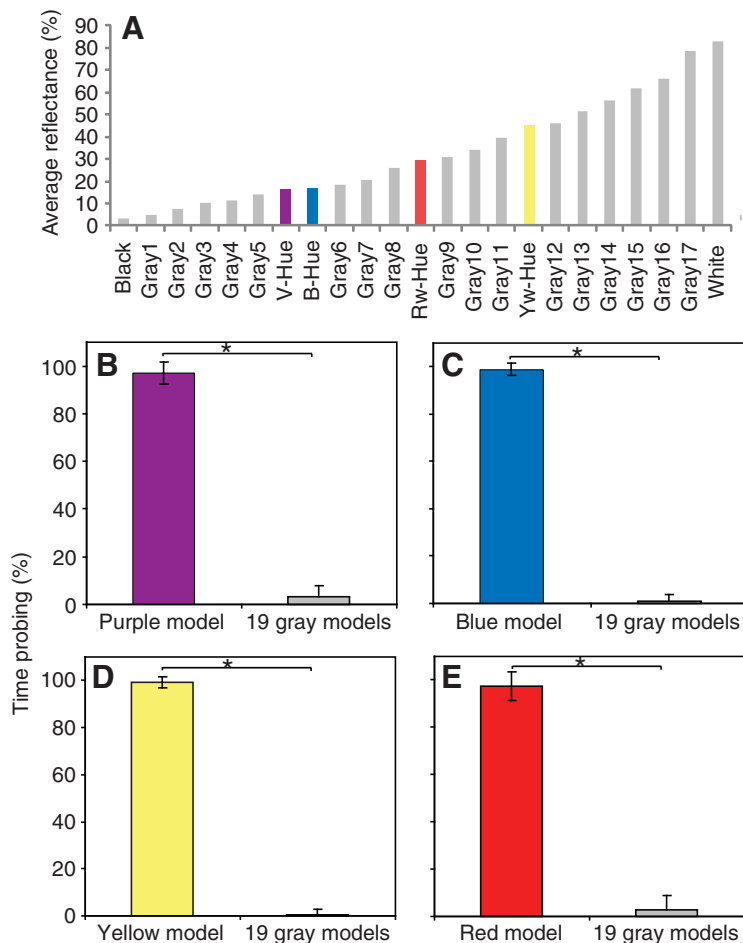 A
Average reflectance (%)
90
80
70
60
50
40
30
20
10
0
Black
Gray1
Gray2
Gray3
Gray4
Gray5
V-Hue
B-Hue
Gray6
Gray7
Gray8
Rw-Hue
Gray9
Gray10
Gray11
Yw-Hue
Gray12
Gray13
Gray14
Gray15
Gray16
Gray17
White
Time probing (%)
B
*
100
80
60
40
20
0
Purple model
19 gray models
C
*
Blue model
19 gray models
D
*
100
80
60
40
20
0
Yellow model
19 gray models
E
*
Red model
19 gray models